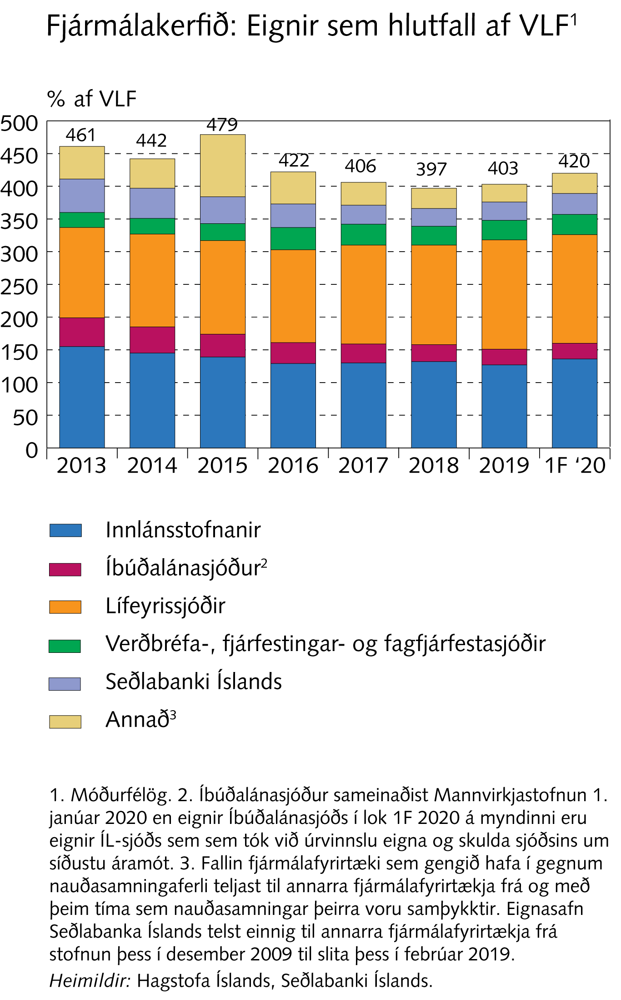 Fjármálakerfið: Eignir sem hlutfall af VLF¹
% af VLF
500
450
400
350
300
250
200
150
100
50
0
461
442
479
422
406
397
403
420
2013
2014
2015
2016
2017
2018
2019
1F ‘20
Innlánsstofnanir
Íbúðalánasjóður²
Lífeyrissjóðir
Verðbréfa-, fjárfestingar- og fagfjárfestasjóðir
Seðlabanki Íslands
Annað³
1. Móðurfélög. 2. Íbúðalánasjóður sameinaðist Mannvirkjastofnun 1.
janúar 2020 en eignir Íbúðalánasjóðs í lok 1F 2020 á myndinni eru
eignir ÍL-sjóðs sem sem tók við úrvinnslu eigna og skulda sjóðsins um
síðustu áramót. 3. Fallin fjármálafyrirtæki sem gengið hafa í gegnum
nauðasamningaferli teljast til annarra fjármálafyrirtækja frá og með
þeim tíma sem nauðasamningar þeirra voru samþykktir. Eignasafn
Seðlabanka Íslands telst einnig til annarra fjármálafyrirtækja frá
stofnun þess í desember 2009 til slita þess í febrúar 2019.
Heimildir: Hagstofa Íslands, Seðlabanki Íslands.